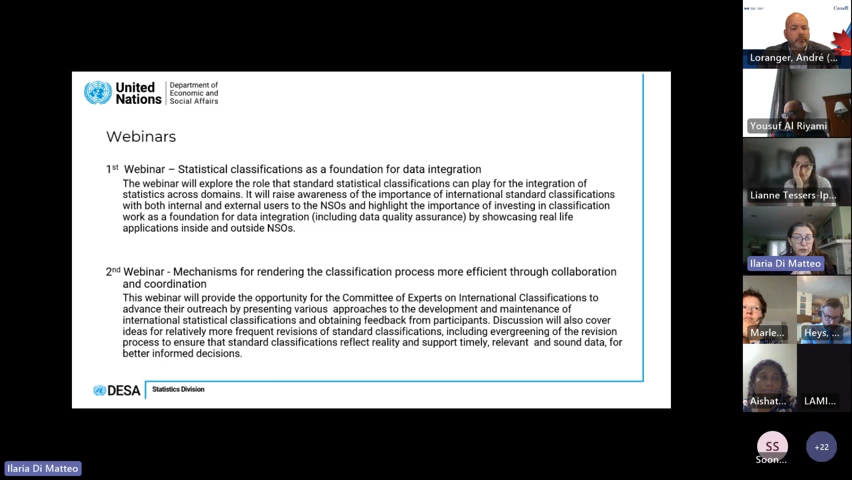 United
Nations
Department of
Economic and
Social Affairs
Webinars
1st Webinar – Statistical classifications as a foundation for data integration
The webinar will explore the role that standard statistical classifications can play for the integration of
statistics across domains. It will raise awareness of the importance of international standard classifications
with both internal and external users to the NSOs and highlight the importance of investing in classification
work as a foundation for data integration (including data quality assurance) by showcasing real life
applications inside and outside NSOs.
2nd Webinar - Mechanisms for rendering the classification process more efficient through collaboration
and coordination
This webinar will provide the opportunity for the Committee of Experts on International Classifications to
advance their outreach by presenting various approaches to the development and maintenance of
international statistical classifications and obtaining feedback from participants. Discussion will also cover
ideas for relatively more frequent revisions of standard classifications, including evergreening of the revision
process to ensure that standard classifications reflect reality and support timely, relevant and sound data, for
better informed decisions.
DESA
Statistics Division
Canada
Loranger, André (...
Yousuf Al Riyami
Lianne Tessers-Ip...
Ilaria Di Matteo
Marle...
Heys, ...
Aishat...
LAMI...
SS
Soon...
+22
Ilaria Di Matteo